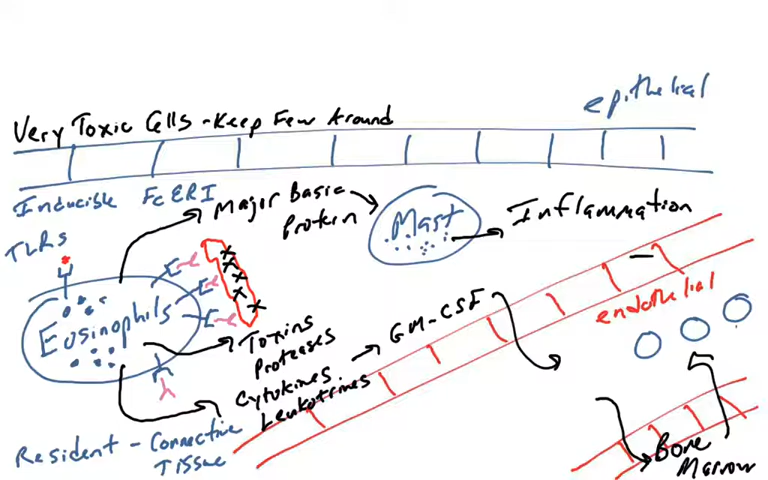 epithelial
Very Toxic Cells - Keep Few Around
Inducible FcERI
Major Basic
Protein
Mast
Inflammation
TLRs
Eosinophils
endothelial
GM-CSF
Toxins
Proteases
Cytokines
Leukotrines
Resident - Connective
Tissue
Bone
Marrow